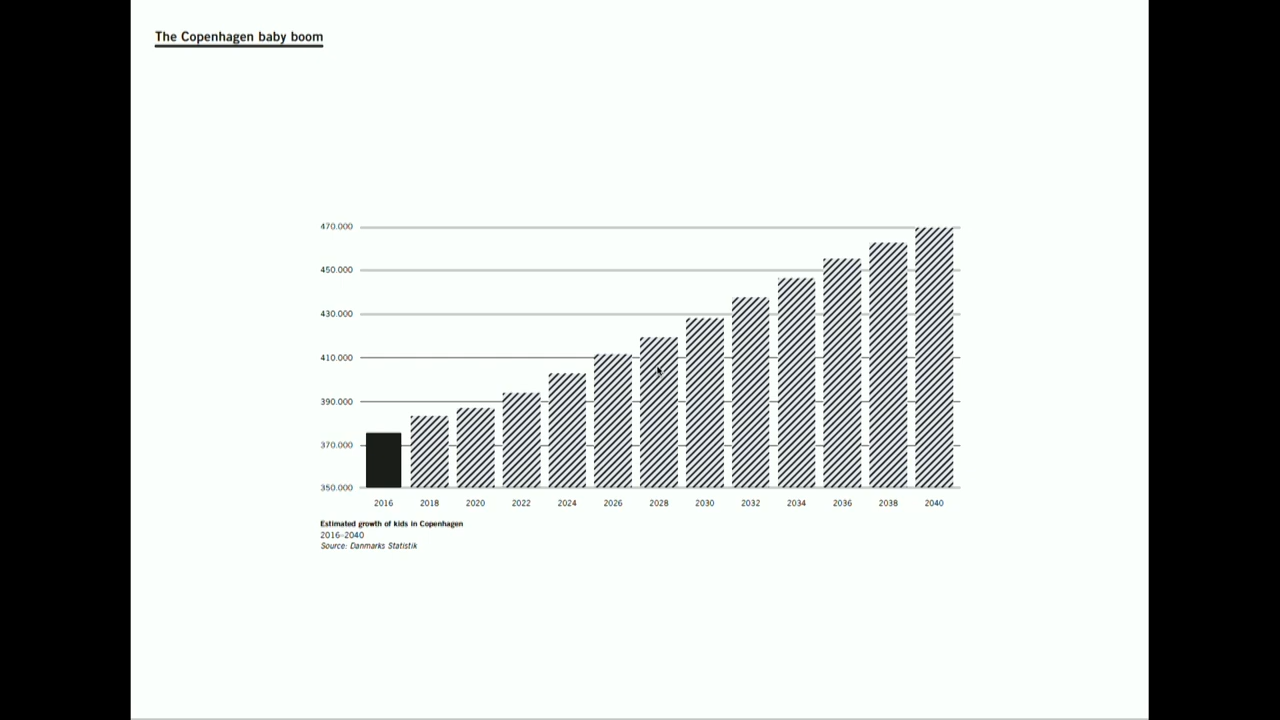 The Copenhagen baby boom
470.000
450.000
430.000
410.000
390.000
370.000
350.000
2016 2018 2020 2022 2024 2026 2028 2030 2032 2034 2036 2038 2040
Estimated growth of kids in Copenhagen
2016–2040
Source: Danmarks Statistik